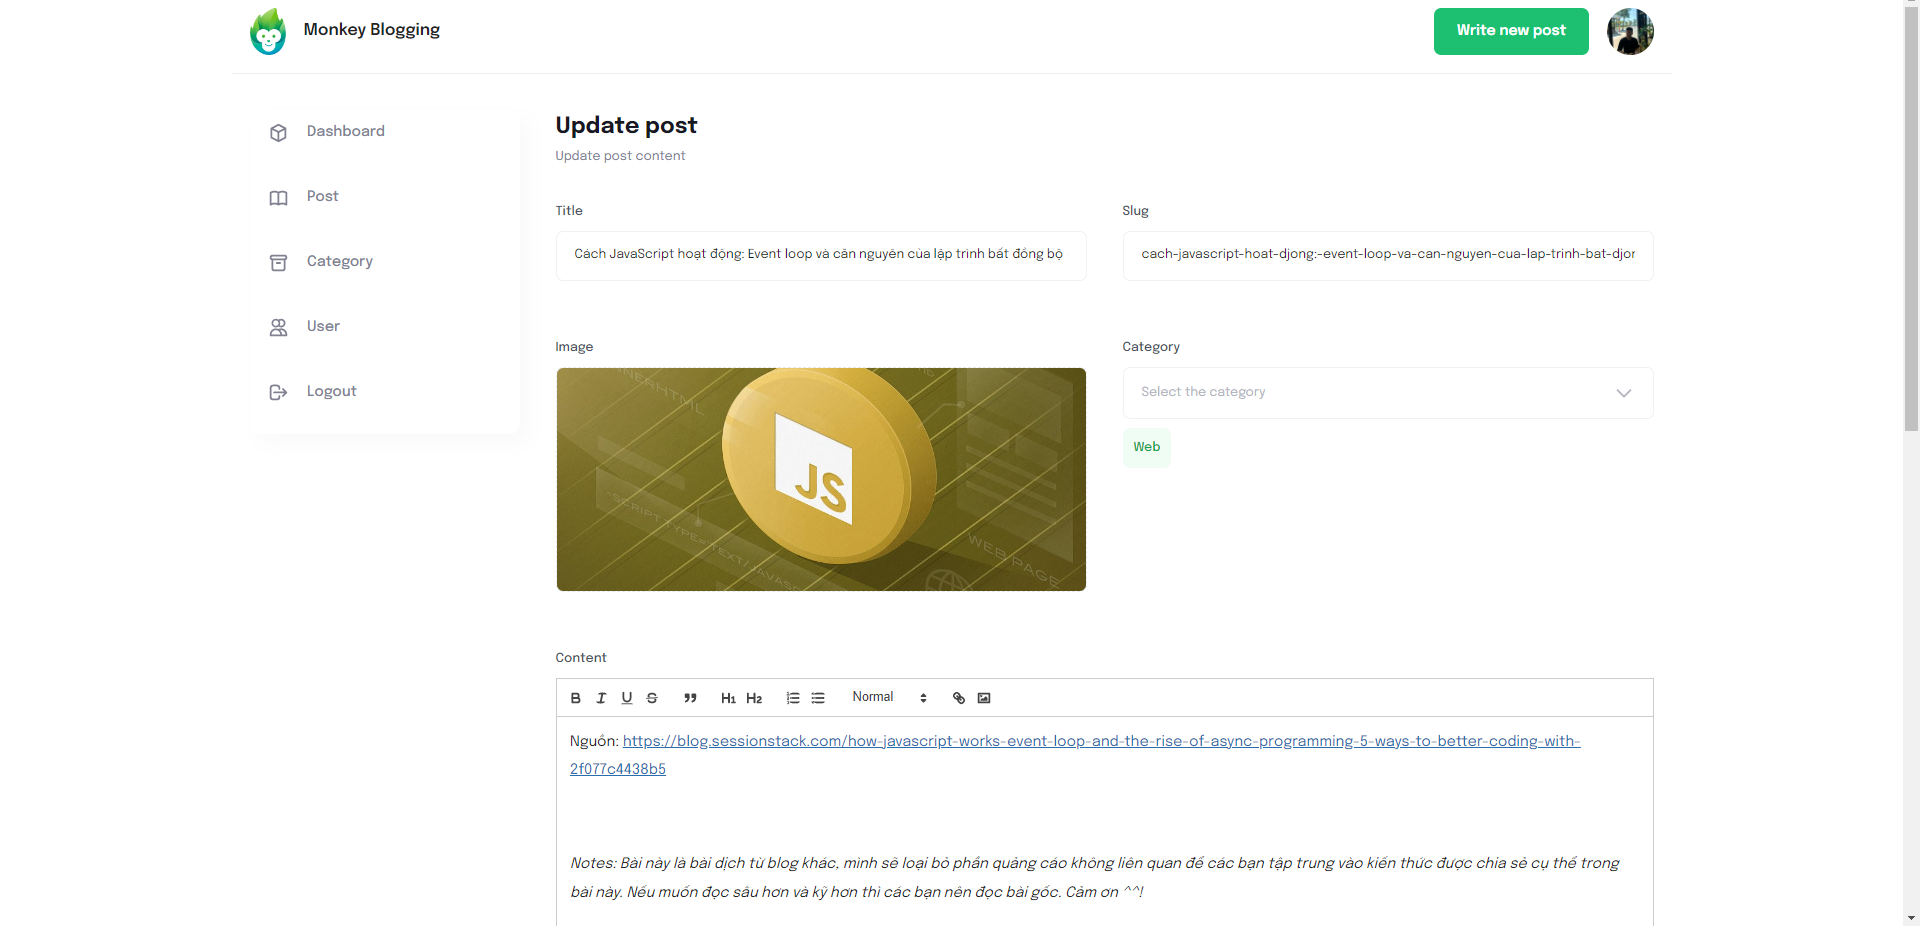 Monkey Blogging
Write new post
Dashboard
Post
Category
User
Logout
Update post
Update post content
Title
Slug
Cách JavaScript hoạt động: Event loop và căn nguyên của lập trình bất đồng bộ
cach-javascript-hoat-djong:-event-loop-va-can-nguyen-cua-lap-trinh-bat-djon
Image
Category
Select the category
Web
JS
WEB PAGE
Content
B I U S H1 H2 Normal
Nguồn: https://blog.sessionstack.com/how-javascript-works-event-loop-and-the-rise-of-async-programming-5-ways-to-better-coding-with-
2f077c4438b5
Notes: Bài này là bài dịch từ blog khác, mình sẽ loại bỏ phần quảng cáo không liên quan để các bạn tập trung vào kiến thức được chia sẻ cụ thể trong
bài này. Nếu muốn đọc sâu hơn và kỹ hơn thì các bạn nên đọc bài gốc. Cảm ơn ^^!